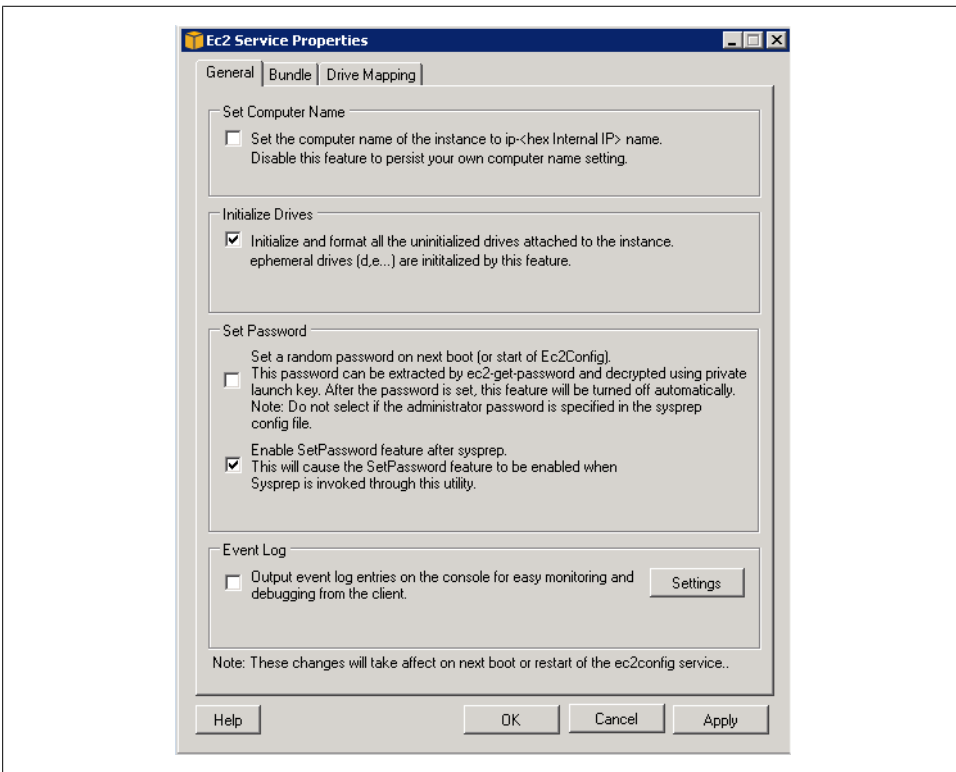 Ec2 Service Properties
General Bundle Drive Mapping
Set Computer Name
Set the computer name of the instance to ip-<hex Internal IP> name.
Disable this feature to persist your own computer name setting.
Initialize Drives
Initialize and format all the uninitialized drives attached to the instance.
ephemeral drives (d,e...) are inititalized by this feature.
Set Password
Set a random password on next boot (or start of Ec2Config).
This password can be extracted by ec2-get-password and decrypted using private
launch key. After the password is set, this feature will be turned off automatically.
Note: Do not select if the administrator password is specified in the sysprep
config file.
Enable SetPassword feature after sysprep.
This will cause the SetPassword feature to be enabled when
Sysprep is invoked through this utility.
Event Log
Output event log entries on the console for easy monitoring and
debugging from the client.
Settings
Note: These changes will take affect on next boot or restart of the ec2config service..
Help OK Cancel Apply